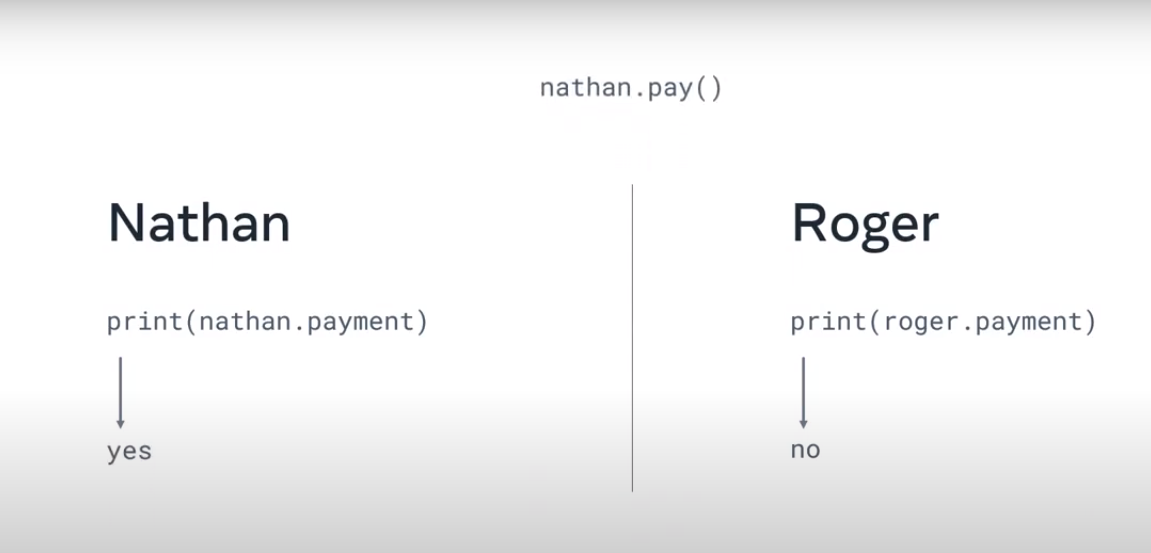 nathan.pay()
Nathan
print(nathan.payment)
yes
Roger
print(roger.payment)
no